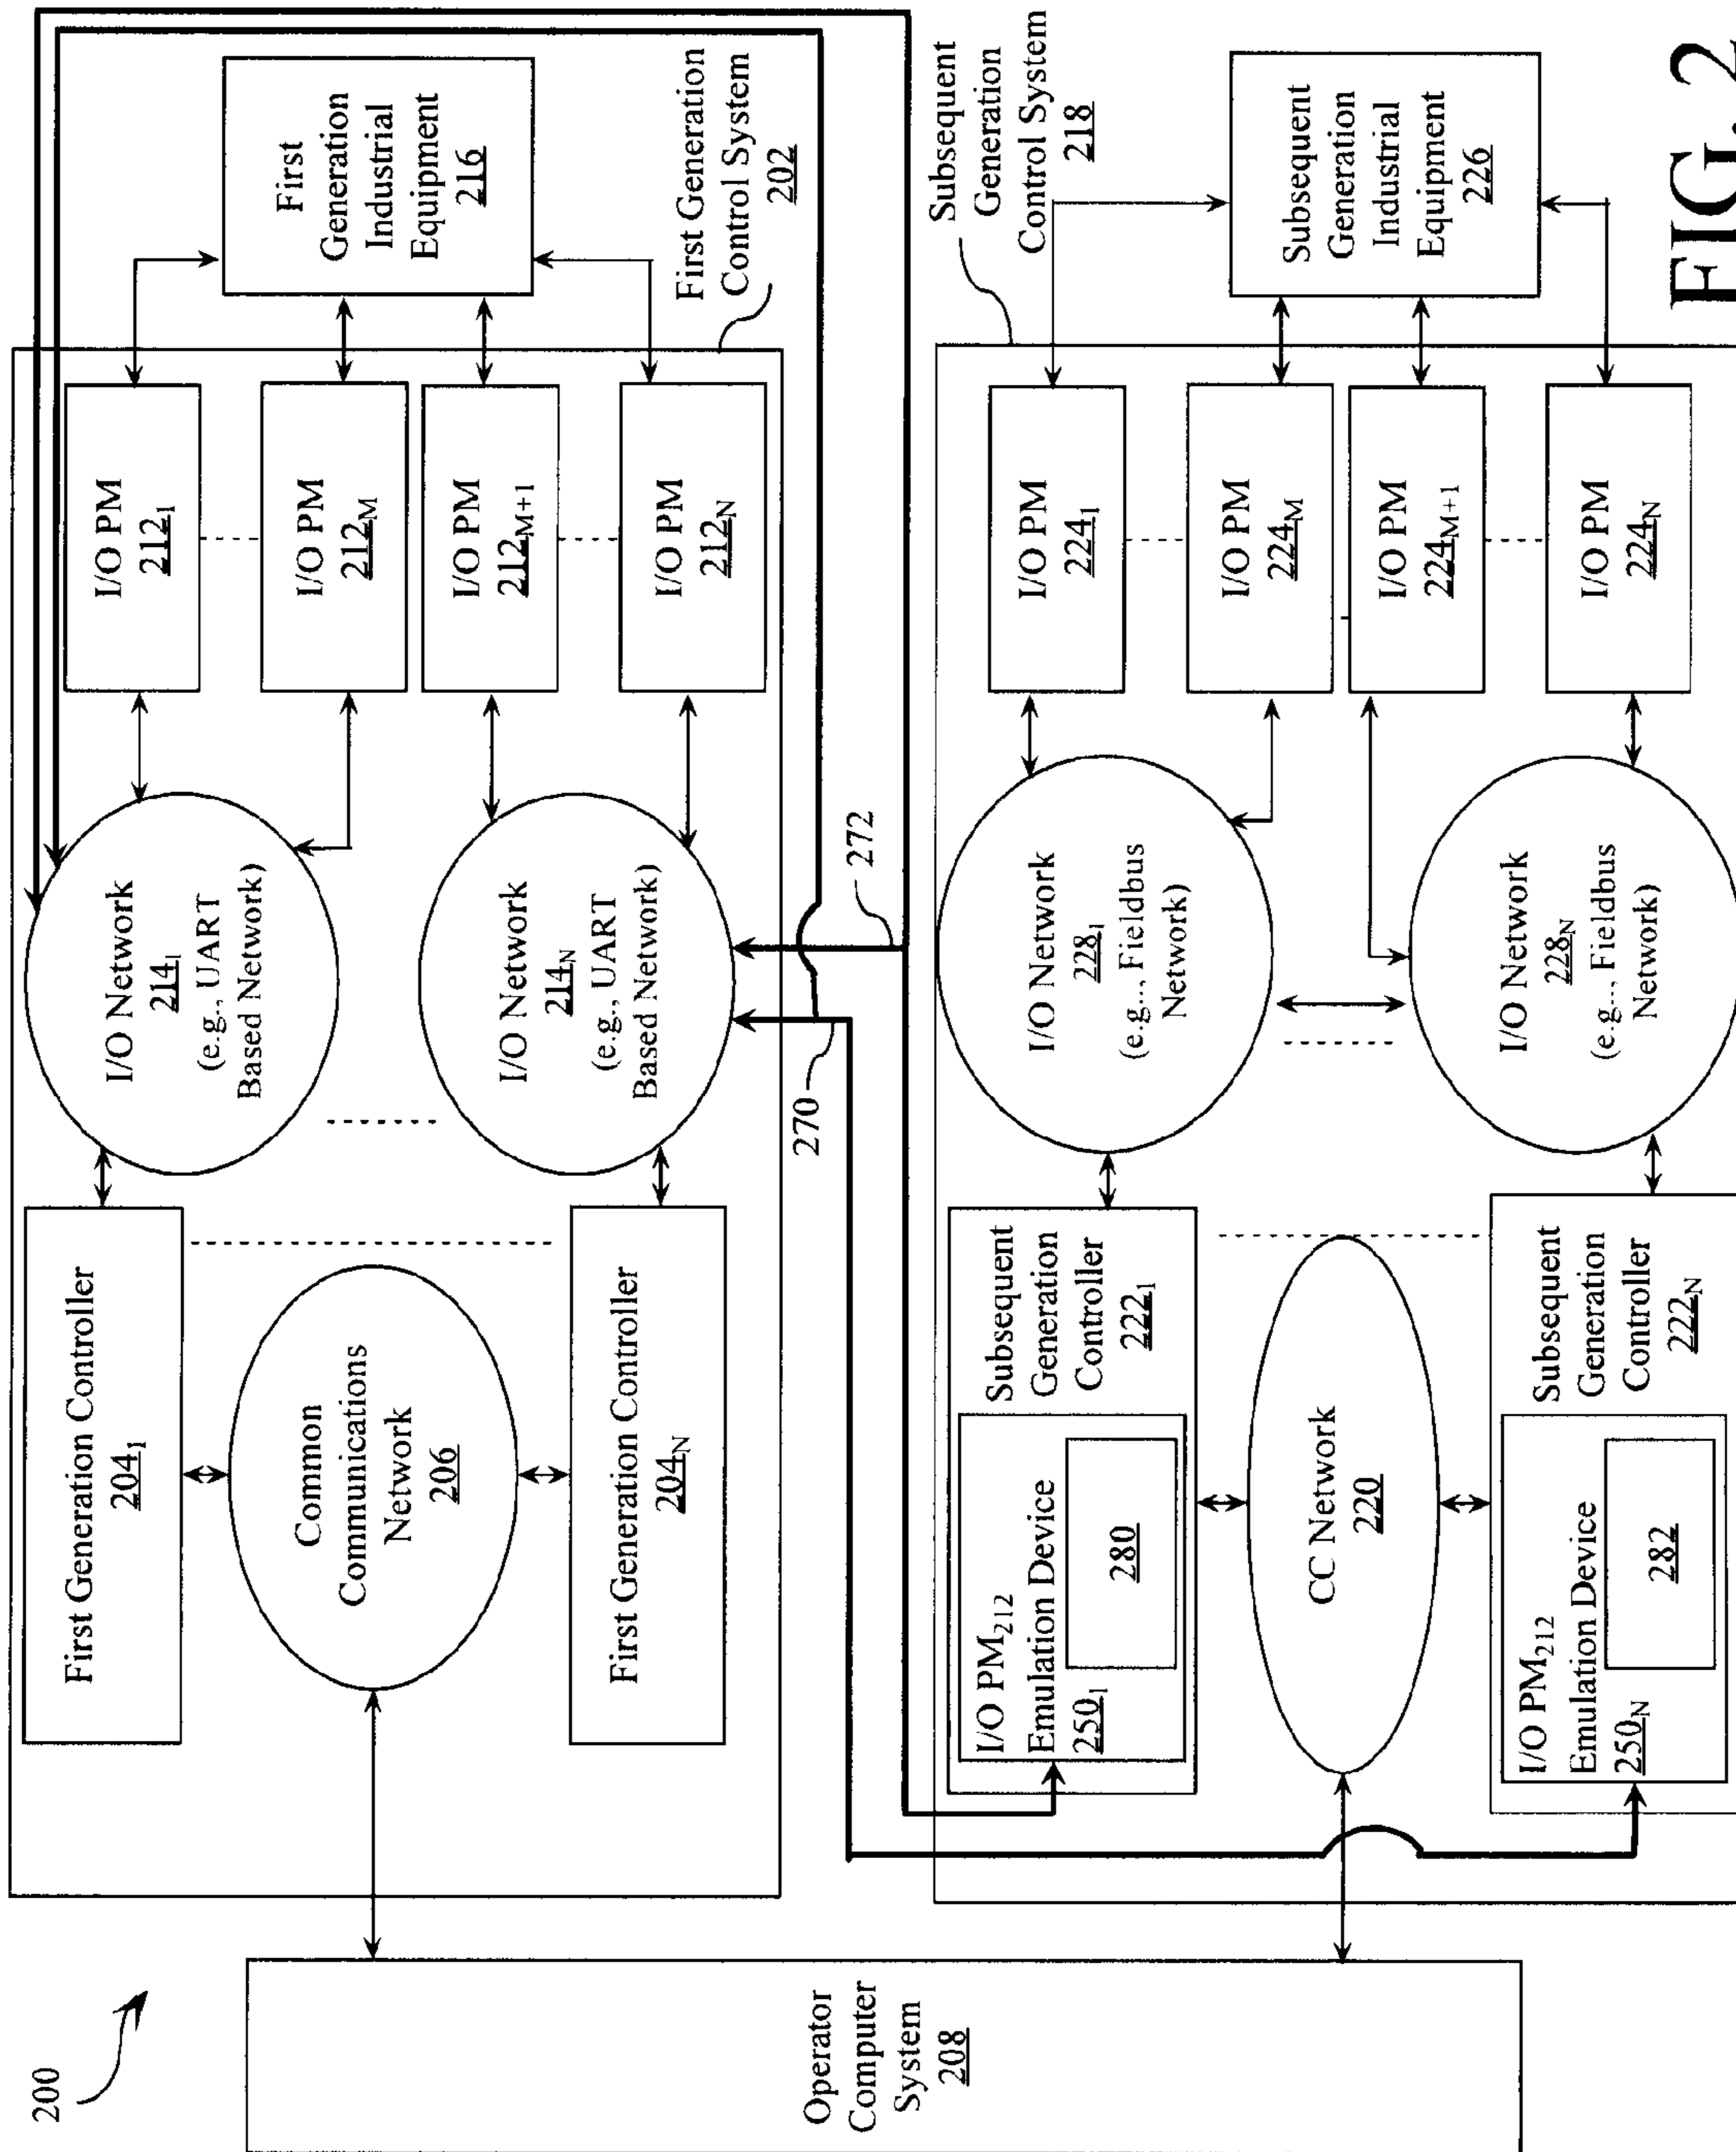 200
Operator
Computer
System
208
First Generation Controller
204₁
Common
Communications
Network
206
First Generation Controller
204N
I/O Network
214₁
(e.g., UART
Based Network)
I/O Network
214N
(e.g., UART
Based Network)
I/O PM
212₁
I/O PM
212M
I/O PM
212M+1
I/O PM
212N
First
Generation
Industrial
Equipment
216
First Generation
Control System
202
270
272
I/O PM₂₁₂
Emulation Device
250₁
280
Subsequent
Generation
Controller
222₁
CC Network
220
I/O PM₂₁₂
Emulation Device
250N
282
Subsequent
Generation
Controller
222N
I/O Network
228₁
(e.g., Fieldbus
Network)
I/O Network
228N
(e.g., Fieldbus
Network)
I/O PM
224₁
I/O PM
224M
I/O PM
224M+1
I/O PM
224N
Subsequent
Generation
Control System
218
Subsequent
Generation
Industrial
Equipment
226
FIG. 2